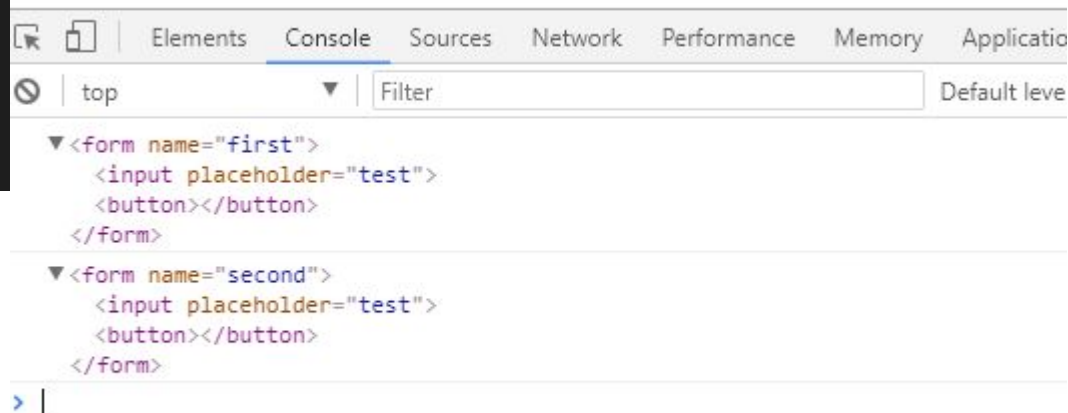 Elements Console Sources Network Performance Memory Applicatio
top Filter Default leve
▼<form name="first">
<input placeholder="test">
<button></button>
</form>
▼<form name="second">
<input placeholder="test">
<button></button>
</form>
>